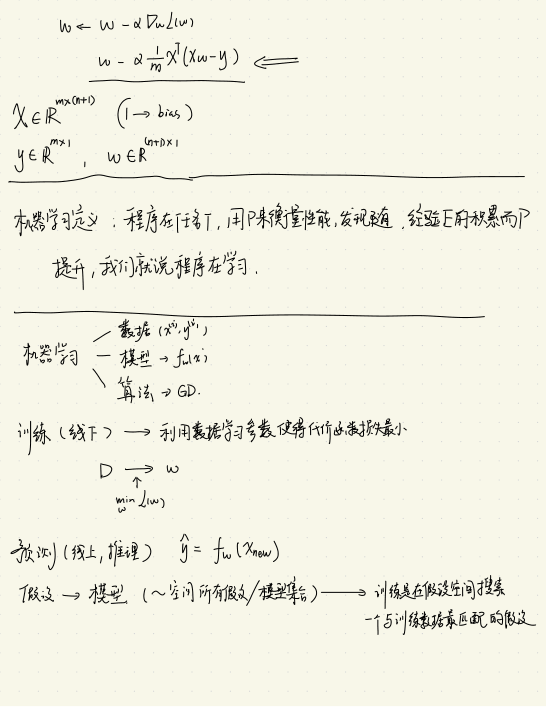 w ← w - α∇w L(w)
w - α 1/m Xᵀ(Xw-y) ⇐
X∈ℝ^{m×(n+1)} (1→ bias)
y∈ℝ^{m×1}, w∈ℝ^{(n+1)×1}
机器学习定义:程序在任务T,用P来衡量性能,发现随着,经验E的积累而P
提升,我们就说程序在学习.
数据 (x⁽ⁱ⁾, y⁽ⁱ⁾)
机器学习 — 模型 → fw(x)
算法 → GD.
训练(线下) → 利用数据学习参数使得代价函数损失最小
D → w
↑
min w L(w)
预测(线上,推理) ŷ = fw(xnew)
假设 → 模型 (~空间所有假设/模型集合) → 训练是在假设空间搜索
一个与训练数据最匹配的假设